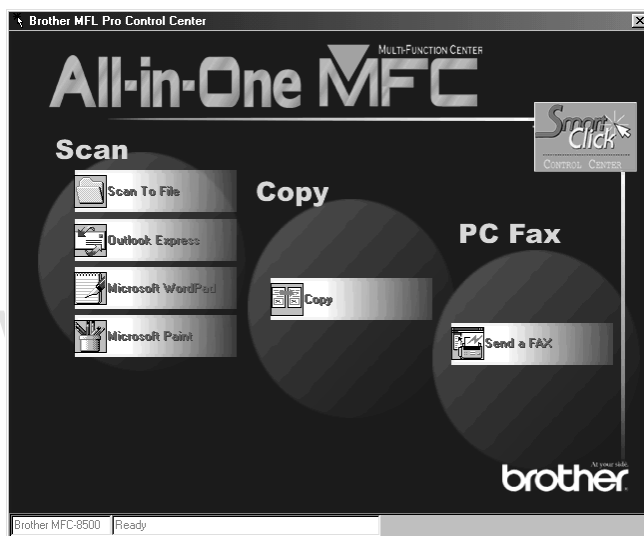 Brother MFL Pro Control Center
MULTI-FUNCTION CENTER
All-in-One MFC
Smart Click
CONTROL CENTER
Scan
Scan To File
Outlook Express
Microsoft WordPad
Microsoft Paint
Copy
Copy
PC Fax
Send a FAX
At your side.
brother
Brother MFC-8500 Ready